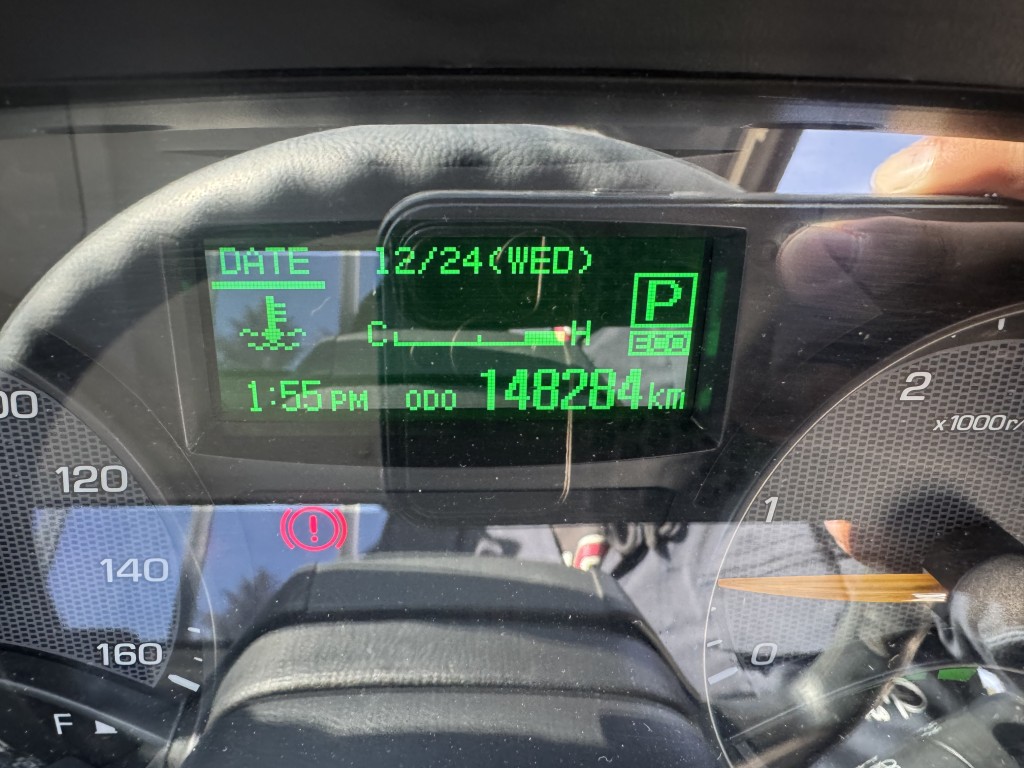 DATE 12/24(WED)
P
C H
ECO
1:55 PM ODO 148284 km
120
140
160
F
2
x1000r/
1
0